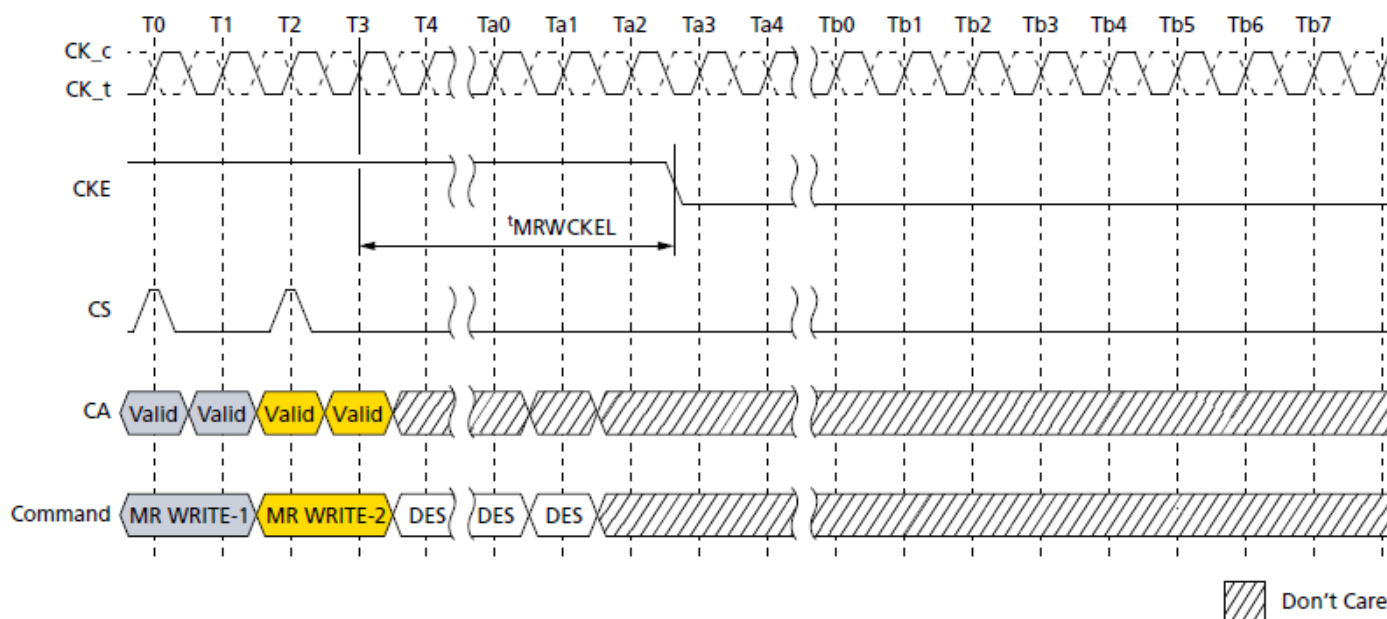 T0 T1 T2 T3 T4 Ta0 Ta1 Ta2 Ta3 Ta4 Tb0 Tb1 Tb2 Tb3 Tb4 Tb5 Tb6 Tb7
CK_c
CK_t
CKE
tMRWCKEL
CS
CA Valid Valid Valid Valid
Command MR WRITE-1 MR WRITE-2 DES DES DES
Don't Care